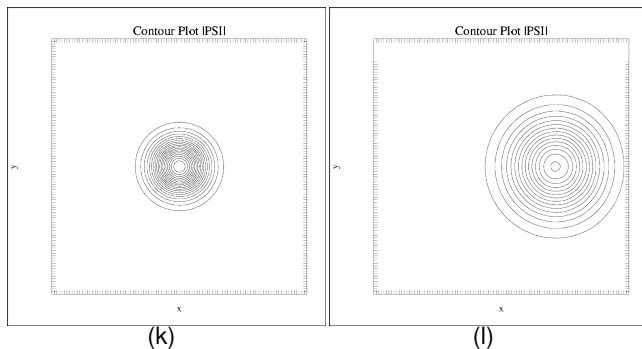 Contour Plot |PSI|
y
x
(k)
Contour Plot |PSI|
y
x
(l)